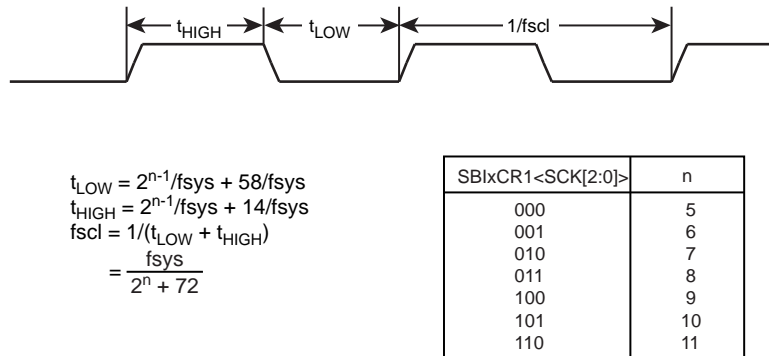 tHIGH tLOW 1/fscl
tLOW = 2n-1/fsys + 58/fsys
tHIGH = 2n-1/fsys + 14/fsys
fscl = 1/(tLOW + tHIGH)
= fsys
2n + 72
SBIxCR1<SCK[2:0]> n
000 5
001 6
010 7
011 8
100 9
101 10
110 11